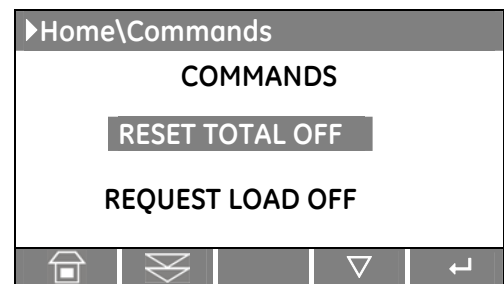 Home\Commands
COMMANDS
RESET TOTAL OFF
REQUEST LOAD OFF